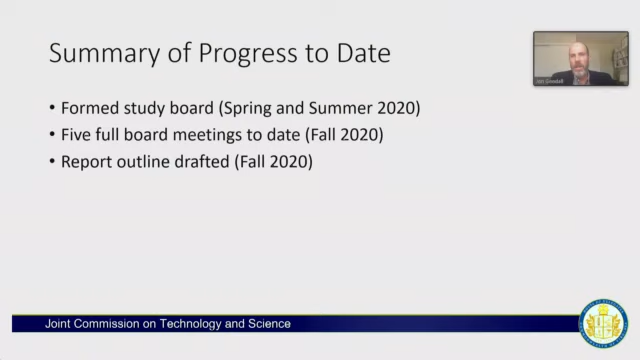 Summary of Progress to Date
• Formed study board (Spring and Summer 2020)
• Five full board meetings to date (Fall 2020)
• Report outline drafted (Fall 2020)
Joint Commission on Technology and Science